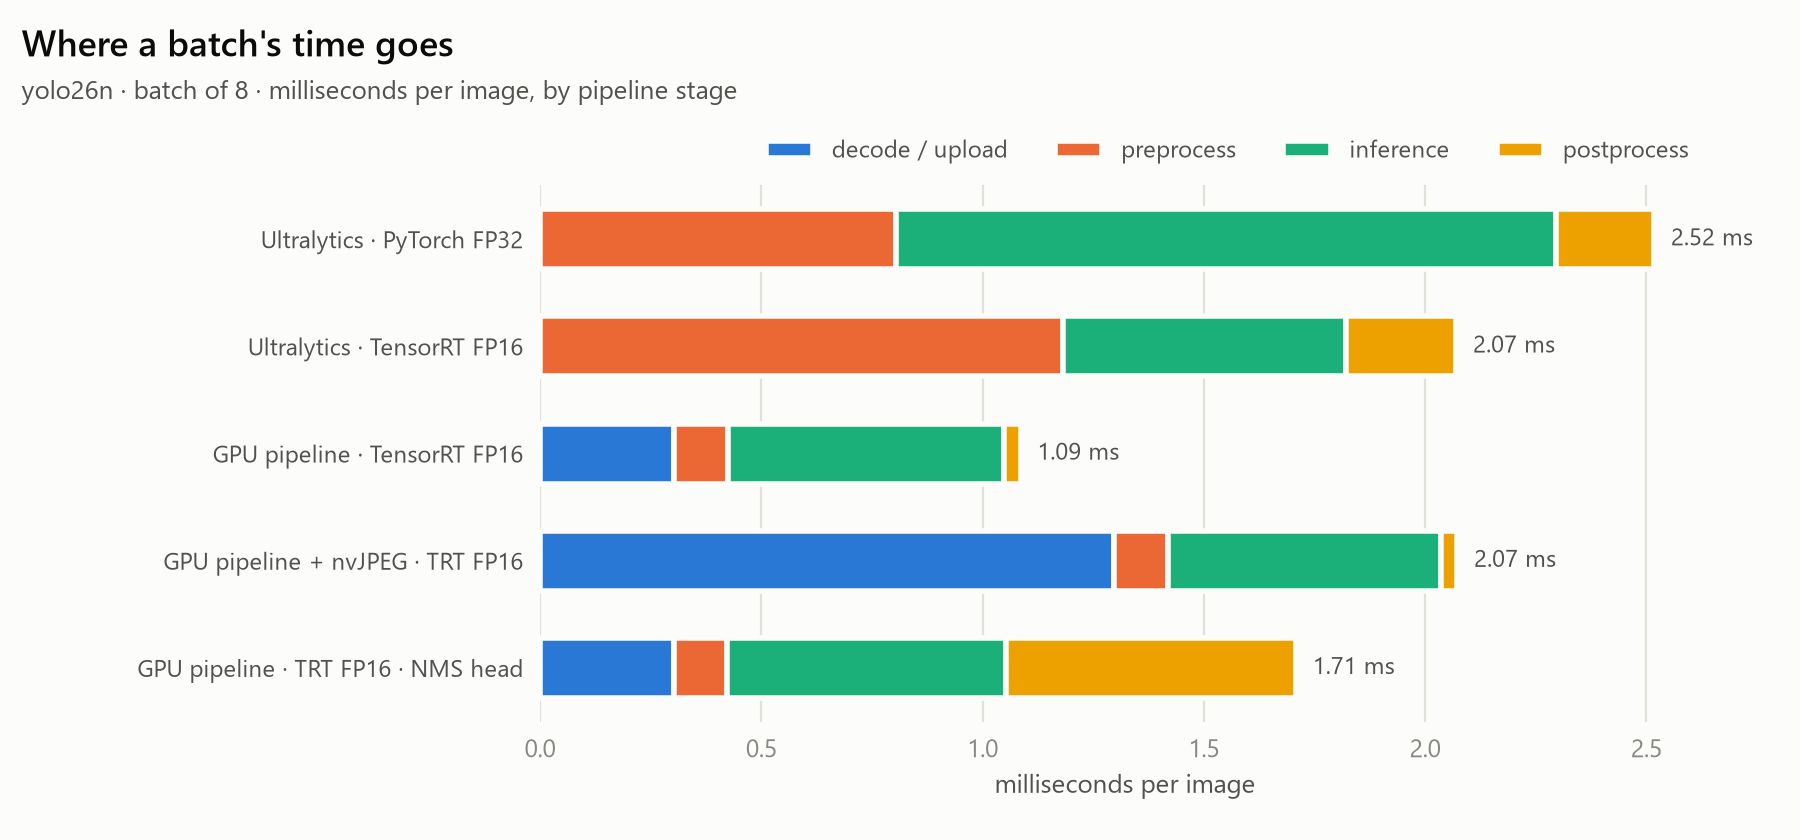 Where a batch's time goes
yolo26n · batch of 8 · milliseconds per image, by pipeline stage
decode / upload preprocess inference postprocess
Ultralytics · PyTorch FP32 2.52 ms
Ultralytics · TensorRT FP16 2.07 ms
GPU pipeline · TensorRT FP16 1.09 ms
GPU pipeline + nvJPEG · TRT FP16 2.07 ms
GPU pipeline · TRT FP16 · NMS head 1.71 ms
0.0 0.5 1.0 1.5 2.0 2.5
milliseconds per image